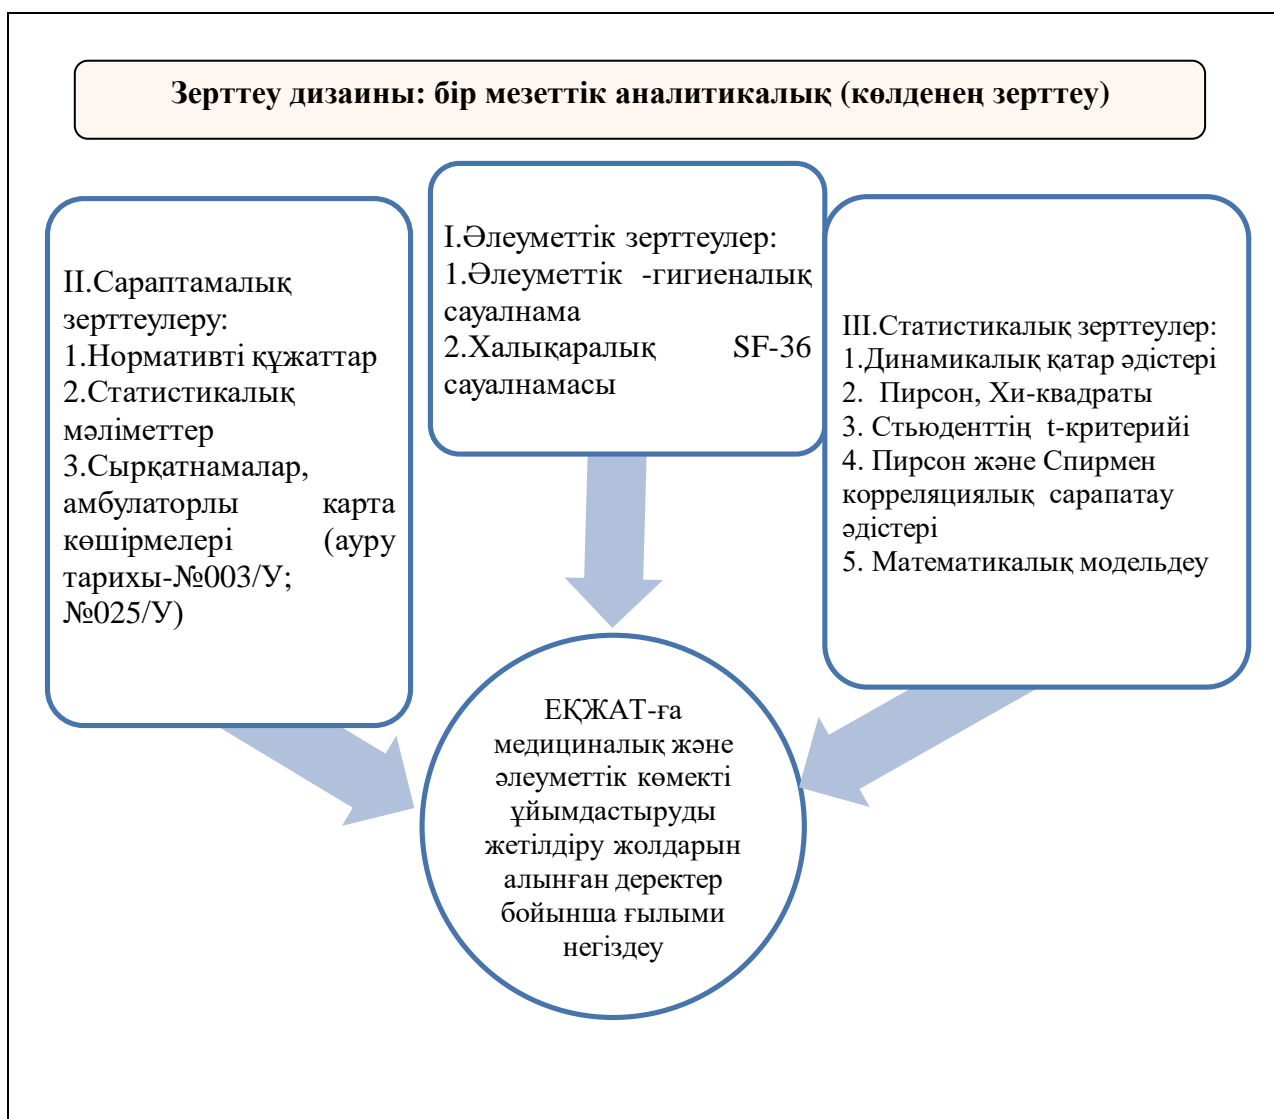 Зерттеу дизаины: бір мезеттік аналитикалық (көлденең зерттеу)
II.Сараптамалық
зерттеулеру:
1.Нормативті құжаттар
2.Статистикалық
мәліметтер
3.Сырқатнамалар,
амбулаторлы карта
көшірмелері (ауру
тарихы-№003/У;
№025/У)
I.Әлеуметтік зерттеулер:
1.Әлеуметтік -гигиеналық
сауалнама
2.Халықаралық SF-36
сауалнамасы
III.Статистикалық зерттеулер:
1.Динамикалық қатар әдістері
2. Пирсон, Хи-квадраты
3. Стьюденттің t-критерийі
4. Пирсон және Спирмен
корреляциялық сарапатау
әдістері
5. Математикалық модельдеу
ЕҚЖАТ-ға
медициналық және
әлеуметтік көмекті
ұйымдастыруды
жетілдіру жолдарын
алынған деректер
бойынша ғылыми
негіздеу